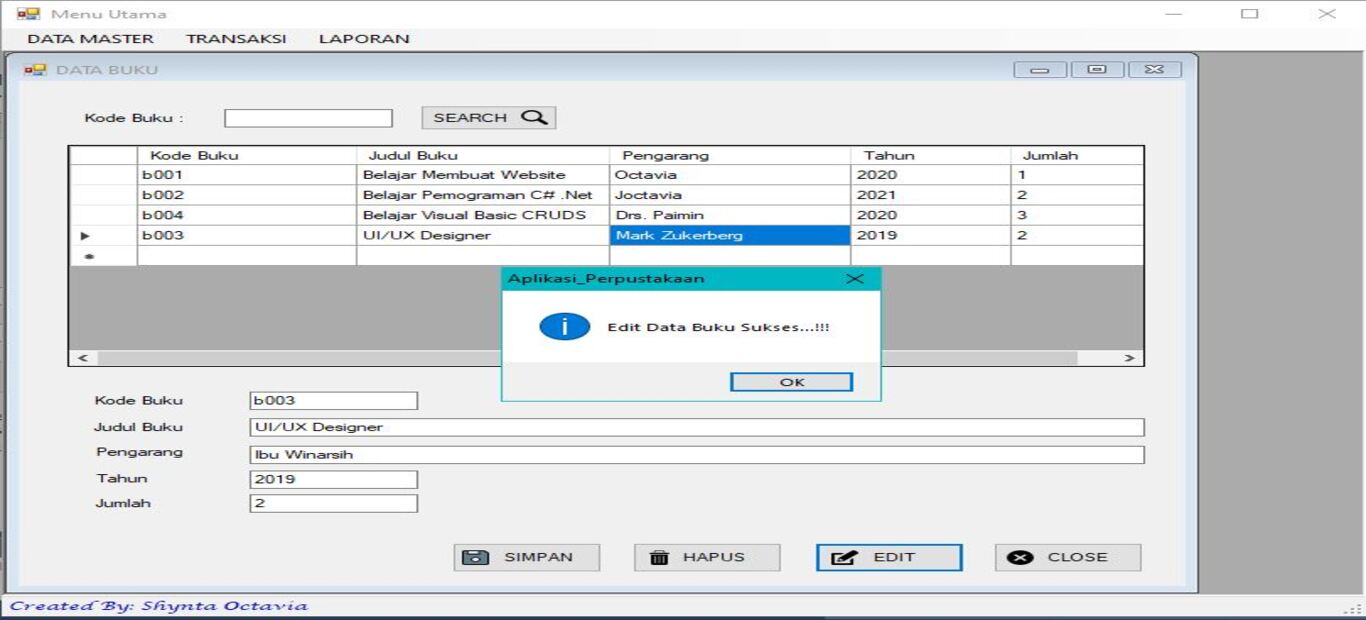 Menu Utama
DATA MASTER TRANSAKSI LAPORAN
DATA BUKU
Kode Buku : SEARCH
Kode Buku Judul Buku Pengarang Tahun Jumlah
b001 Belajar Membuat Website Octavia 2020 1
b002 Belajar Pemograman C# .Net Joctavia 2021 2
b004 Belajar Visual Basic CRUDS Drs. Paimin 2020 3
b003 UI/UX Designer Mark Zukerberg 2019 2
Aplikasi_Perpustakaan
Edit Data Buku Sukses...!!!
OK
Kode Buku b003
Judul Buku UI/UX Designer
Pengarang Ibu Winarsih
Tahun 2019
Jumlah 2
SIMPAN HAPUS EDIT CLOSE
Created By: Shynta Octavia